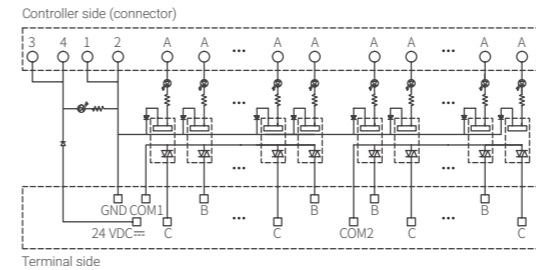 Controller side (connector)
3 4 1 2 A A ... A A ... A A ... A A
... ...
GND COM1 B B B B
24 VDC⎓ C ... C COM2 C ... C
Terminal side